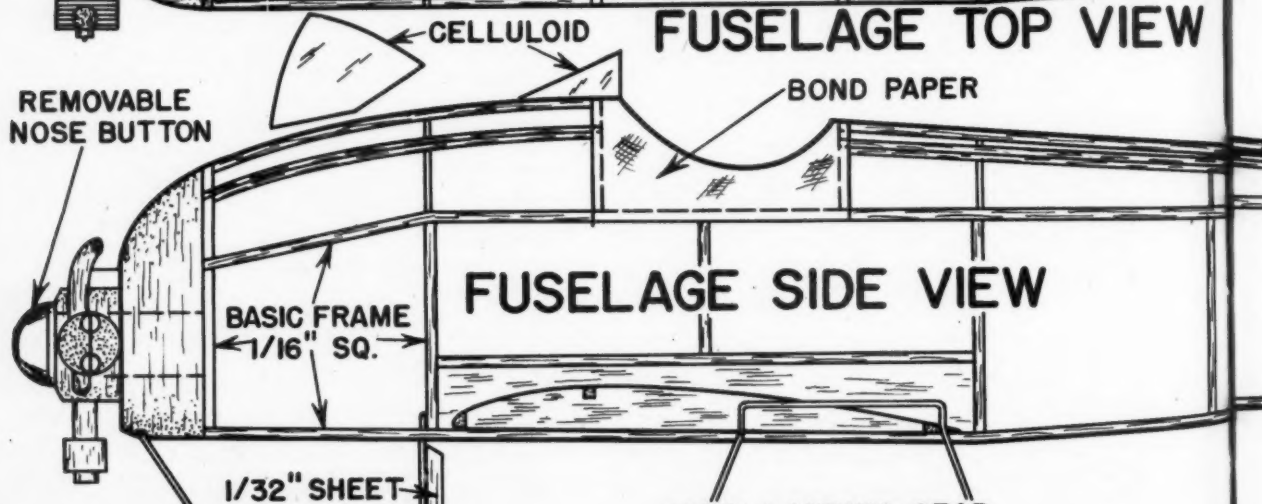 FUSELAGE TOP VIEW
CELLULOID
BOND PAPER
REMOVABLE
NOSE BUTTON
FUSELAGE SIDE VIEW
BASIC FRAME
1/16" SQ.
1/32" SHEET